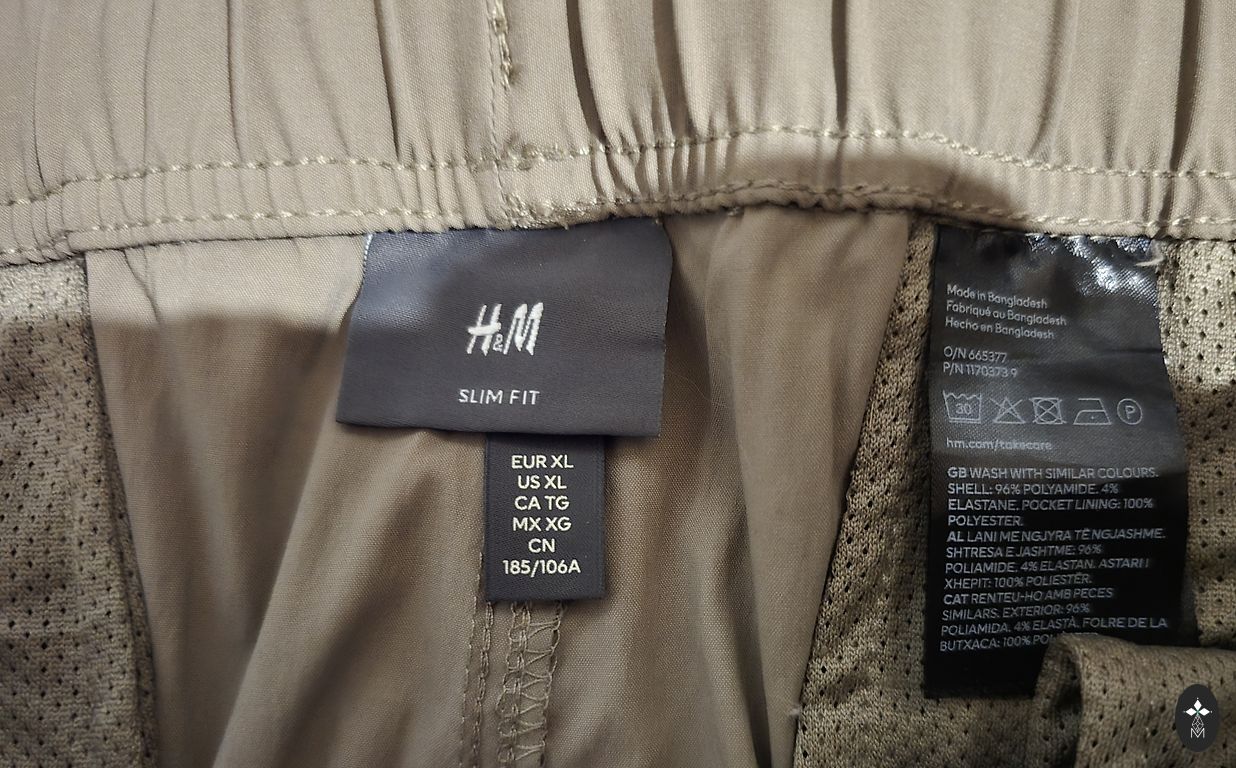 H&M
SLIM FIT
EUR XL
US XL
CA TG
MX XG
CN
185/106A
Made in Bangladesh
Fabriqué au Bangladesh
Hecho en Bangladesh
O/N 665377
P/N 1170373 9
30
P
hm.com/takecare
GB WASH WITH SIMILAR COLOURS.
SHELL: 96% POLYAMIDE. 4%
ELASTANE. POCKET LINING: 100%
POLYESTER.
AL LANI ME NGJYRA TË NGJASHME.
SHTRESA E JASHTME: 96%
POLIAMIDE. 4% ELASTAN. ASTARI I
XHEPIT: 100% POLIESTËR.
CAT RENTEU-HO AMB PECES
SIMILARS. EXTERIOR: 96%
POLIAMIDA. 4% ELASTÀ. FOLRE DE LA
BUTXACA: 100%
M